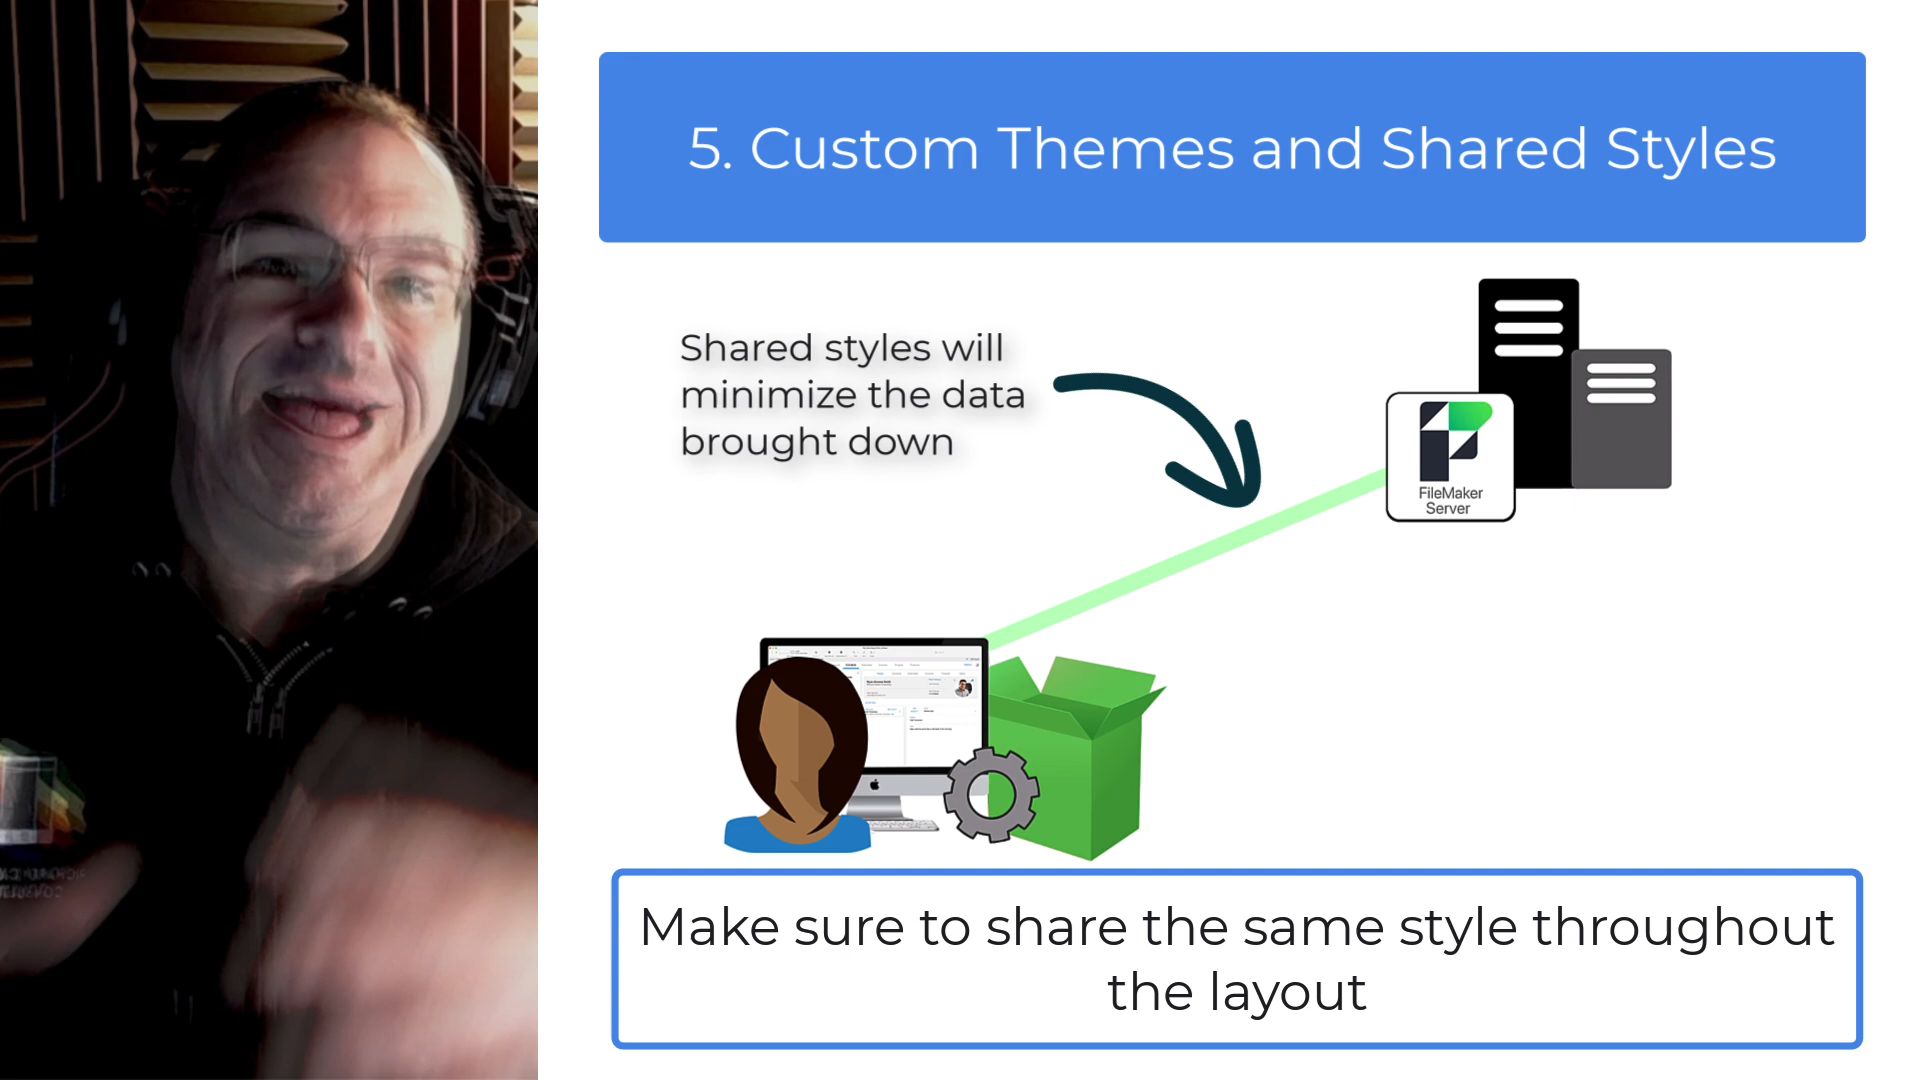 5. Custom Themes and Shared Styles
Shared styles will
minimize the data
brought down
FileMaker
Server
Make sure to share the same style throughout
the layout